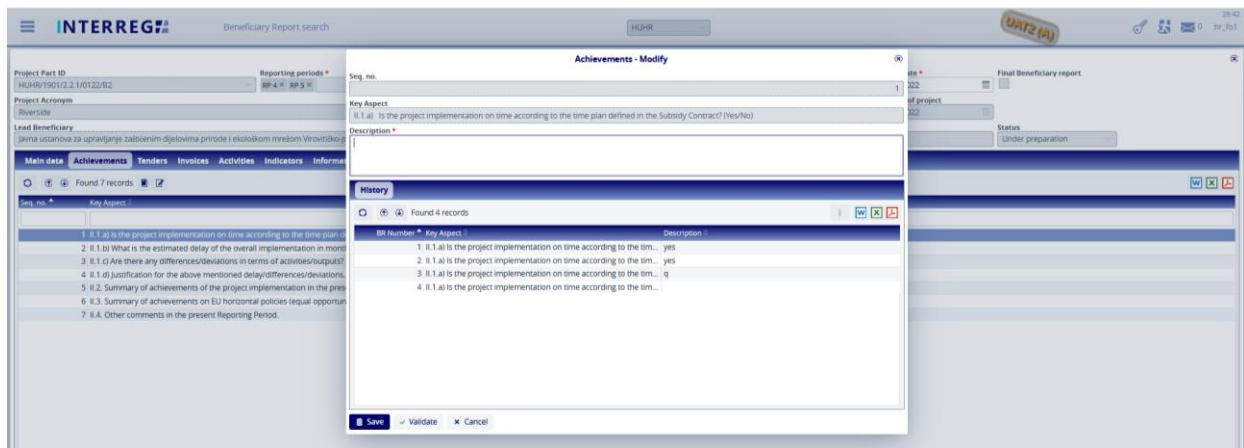 INTERREG
Beneficiary Report search
HUHR
UAT2 (A)
0
29:42
hr_fo1
Project Part ID
HUHR/1901/2.2.1/0122/B2
Reporting periods *
RP 4 × RP 5 ×
Project Acronym
Riverside
Lead Beneficiary
Javna ustanova za upravljanje zaštićenim dijelovima prirode i ekološkom mrežom Virovitičko-p
Main data Achievements Tenders Invoices Activities Indicators Informat
Found 7 records
Seq. no. Key Aspect
1 II.1.a) Is the project implementation on time according to the time plan d
2 II.1.b) What is the estimated delay of the overall implementation in mont
3 II.1.c) Are there any differences/deviations in terms of activities/outputs?
4 II.1.d) Justification for the above mentioned delay/differences/deviations.
5 II.2. Summary of achievements of the project implementation in the pres
6 II.3. Summary of achievements on EU horizontal policies (equal opportun
7 II.4. Other comments in the present Reporting Period.
Achievements - Modify
Seq. no.
1
Key Aspect
II.1.a) Is the project implementation on time according to the time plan defined in the Subsidy Contract? (Yes/No)
Description *
History
Found 4 records
W X
BR Number Key Aspect Description
1 II.1.a) Is the project implementation on time according to the tim... yes
2 II.1.a) Is the project implementation on time according to the tim... yes
3 II.1.a) Is the project implementation on time according to the tim... q
4 II.1.a) Is the project implementation on time according to the tim...
Save Validate Cancel
ate *
022
Final Beneficiary report
of project
022
Status
Under preparation
W X